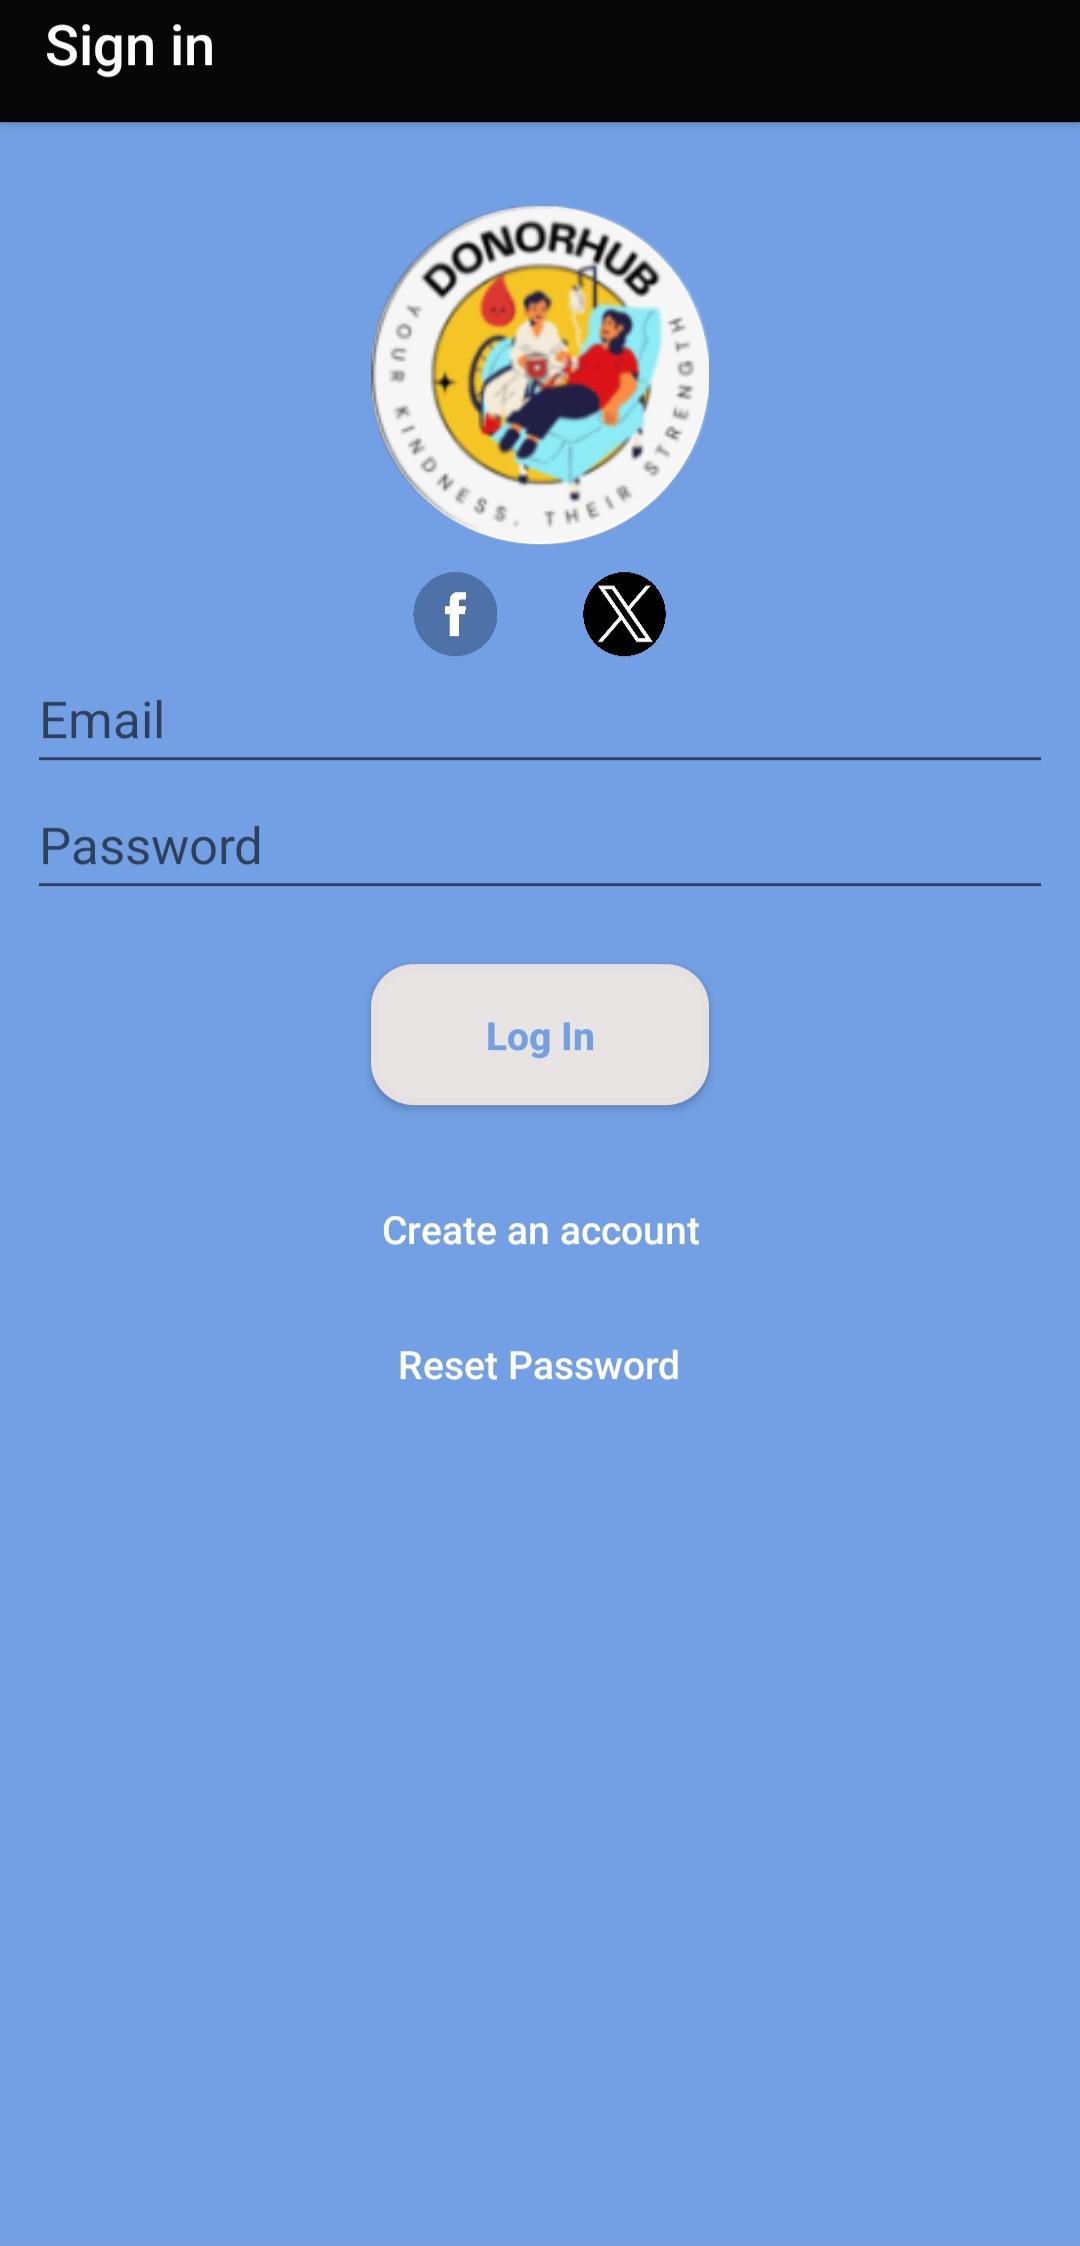 Sign in
DONORHUB
YOUR KINDNESS, THEIR STRENGTH
f X
Email
Password
Log In
Create an account
Reset Password